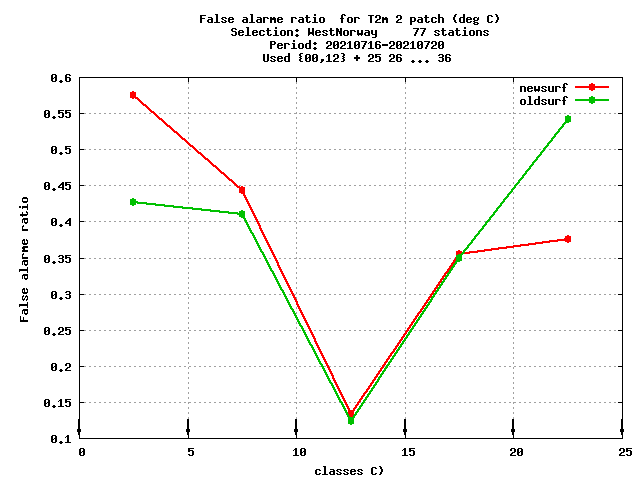 False alarme ratio  for T2m 2 patch (deg C)
Selection: WestNorway     77 stations
Period: 20210716-20210720
Used {00,12} + 25 26 ... 36
newsurf
oldsurf
0.6
0.55
0.5
0.45
0.4
0.35
0.3
0.25
0.2
0.15
0.1
False alarme ratio
0 5 10 15 20 25
classes C)